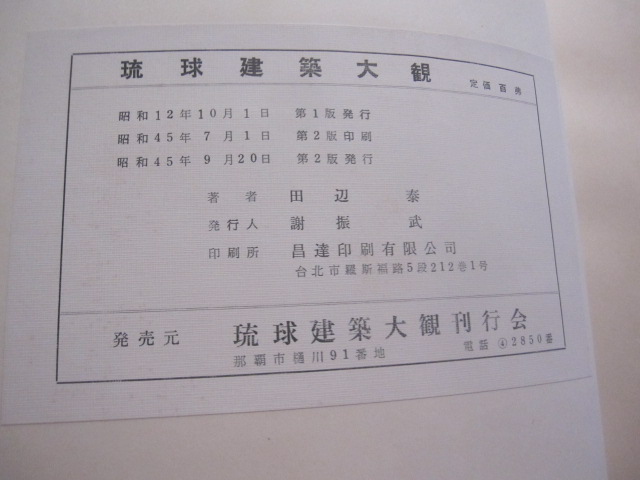 琉球建築大観 定価百弗
昭和12年10月1日 第1版発行
昭和45年7月1日 第2版印刷
昭和45年9月20日 第2版発行
著者 田辺泰
発行人 謝振武
印刷所 昌達印刷有限公司
台北市羅斯福路5段212巷1号
発売元 琉球建築大観刊行会
那覇市樋川91番地 電話④2850番